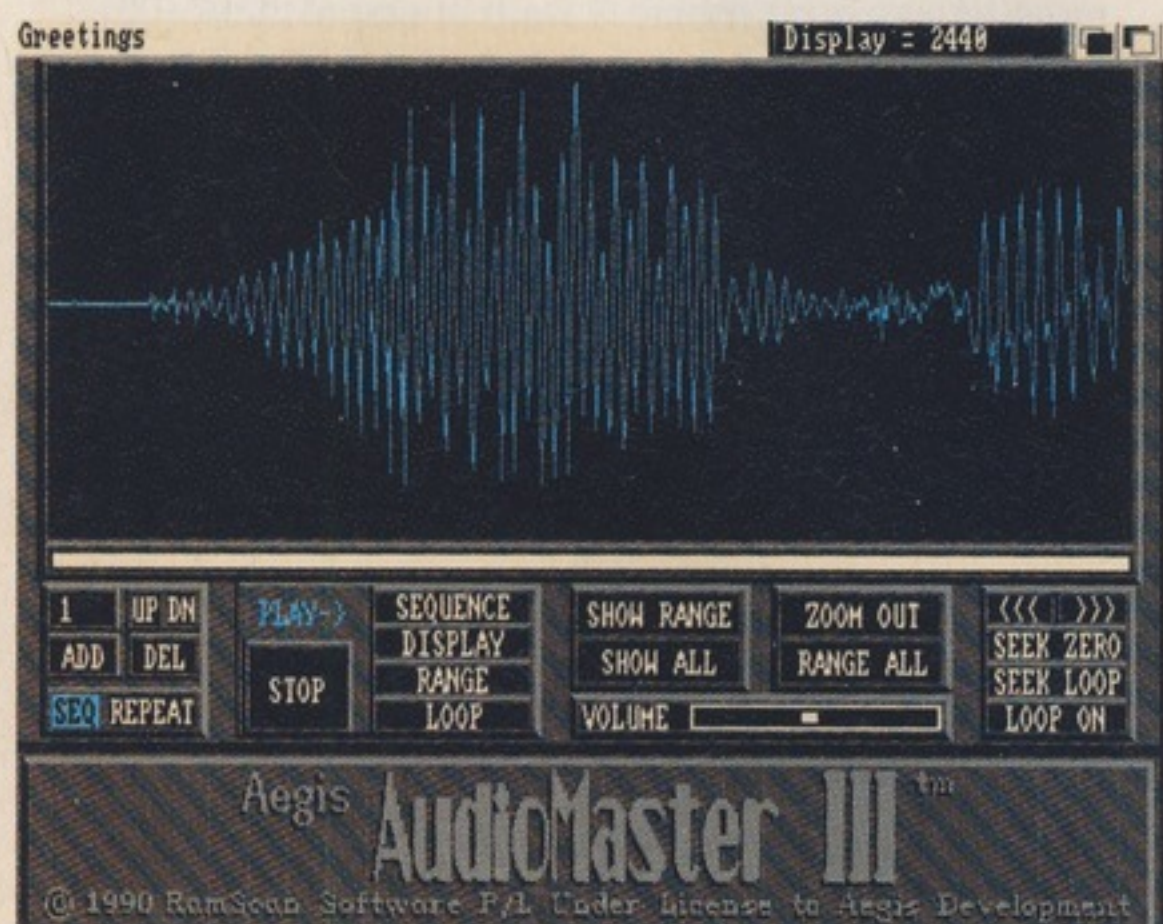 Greetings Display = 2440
1 UP DN
ADD DEL
SEQ REPEAT
PLAY->
STOP
SEQUENCE
DISPLAY
RANGE
LOOP
SHOW RANGE
SHOW ALL
ZOOM OUT
RANGE ALL
VOLUME
<<< >>>
SEEK ZERO
SEEK LOOP
LOOP ON
Aegis AudioMaster III tm
© 1990 RamScan Software P/L Under License to Aegis Development